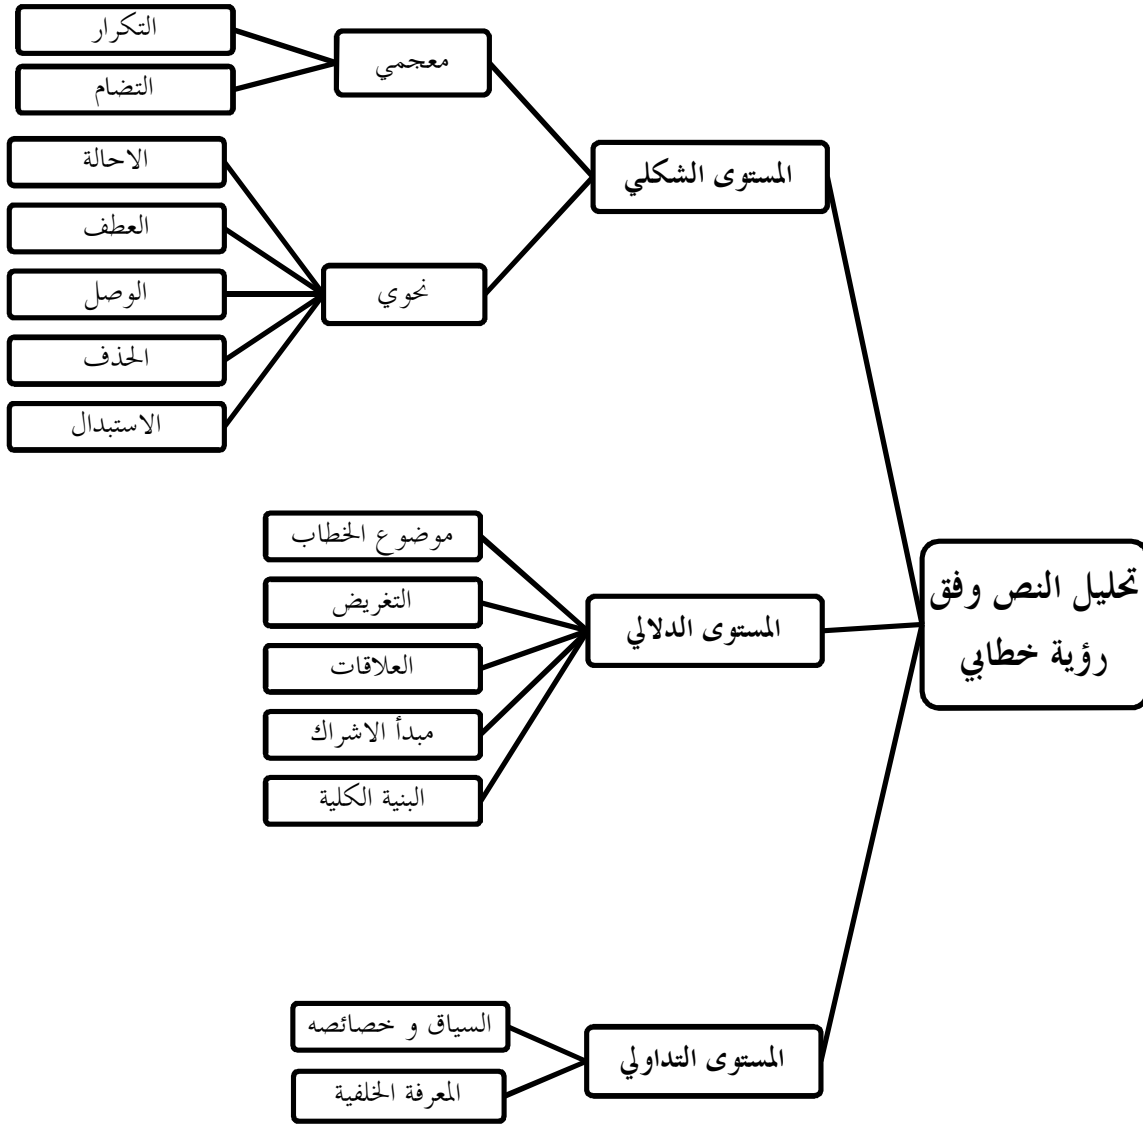 تحليل النص وفق
رؤية خطابي
المستوى الشكلي
معجمي
التكرار
التضام
نحوي
الاحالة
العطف
الوصل
الحذف
الاستبدال
المستوى الدلالي
موضوع الخطاب
التغريض
العلاقات
مبدأ الاشراك
البنية الكلية
المستوى التداولي
السياق و خصائصه
المعرفة الخلفية